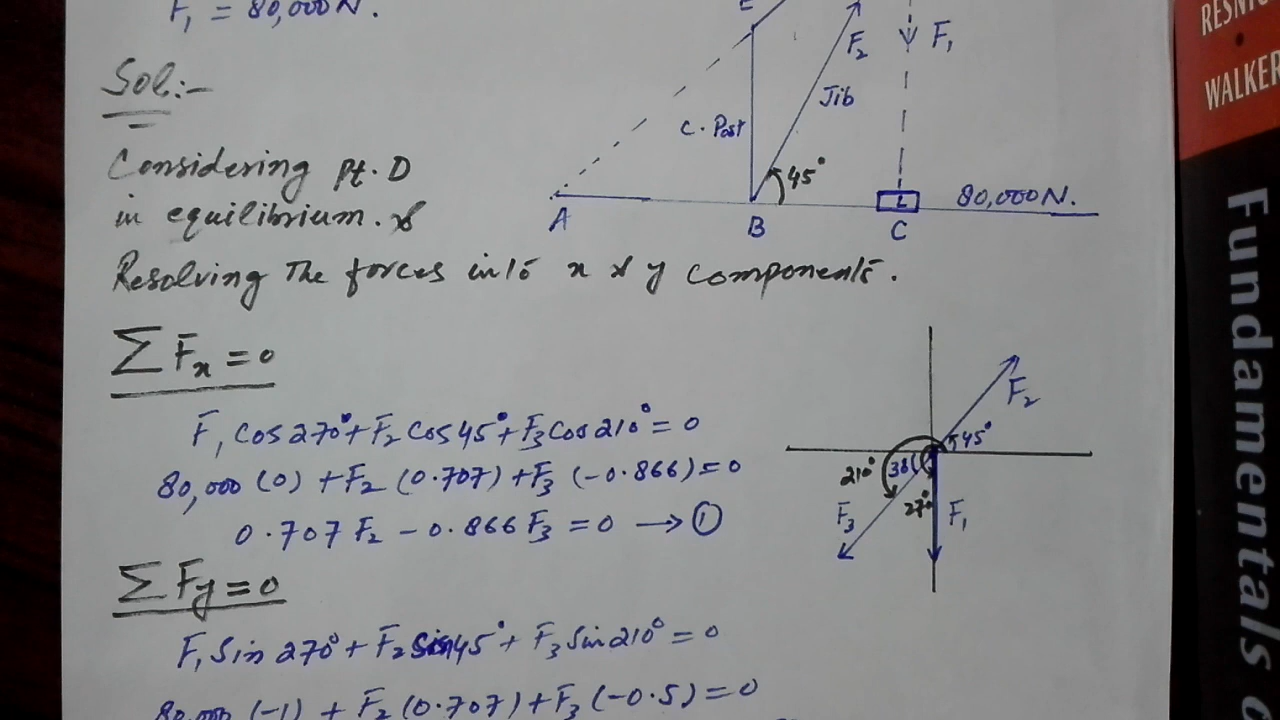 F₁ = 80,000N.
Sol:-
Considering pt. D
in equilibrium. &
Resolving The forces into x & y components.
E
F₂
F₁
Jib
C. Post
45°
A
B
L
C
80,000N.
ΣFx = 0
F₁ Cos 270° + F₂ Cos 45° + F₃ Cos 210° = 0
80,000 (0) + F₂ (0.707) + F₃ (-0.866) = 0
0.707 F₂ - 0.866 F₃ = 0 → ①
F₂
45°
210°
F₃
F₁
ΣFy = 0
F₁ Sin 270° + F₂ Sin 45° + F₃ Sin 210° = 0
80,000 (-1) + F₂ (0.707) + F₃ (-0.5) = 0
WALKER
Fundamentals